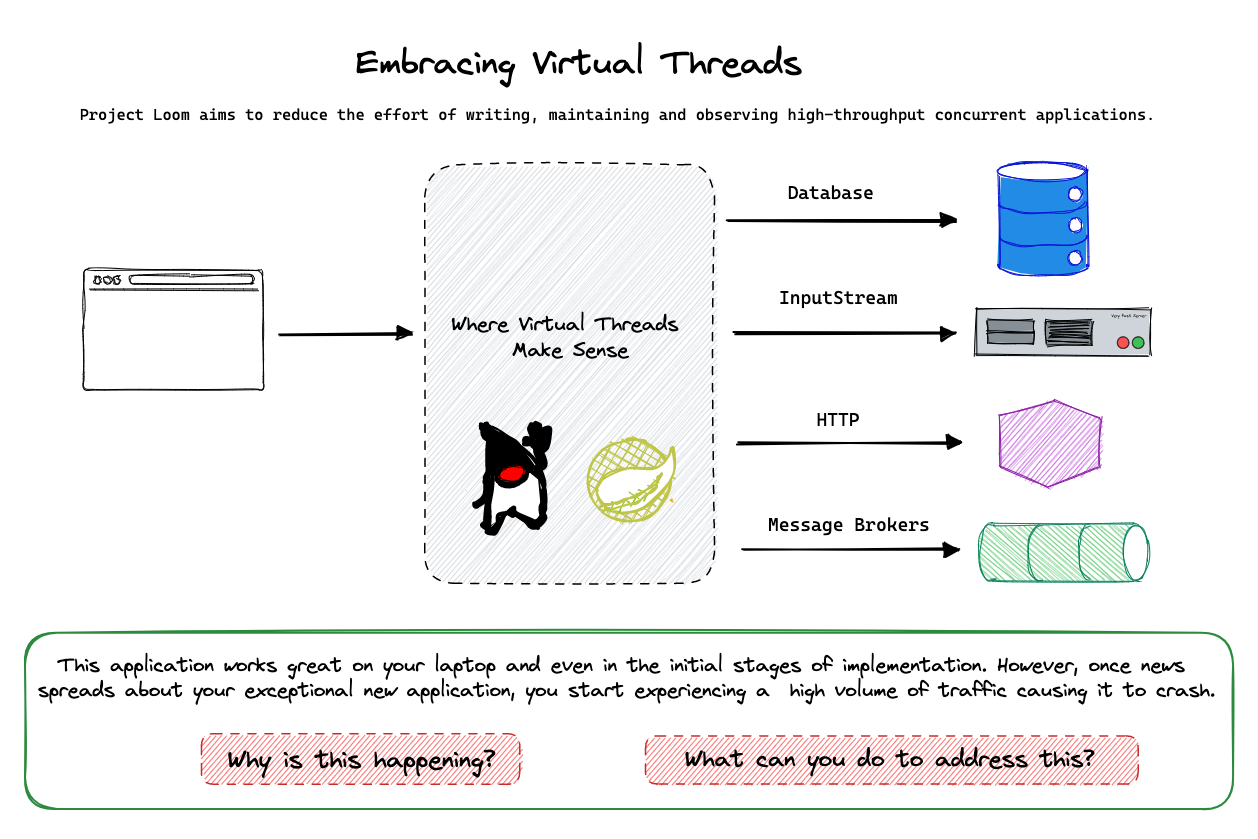 Embracing Virtual Threads
Project Loom aims to reduce the effort of writing, maintaining and observing high-throughput concurrent applications.
Database
InputStream
Very Fast Server
Where Virtual Threads
Make Sense
HTTP
Message Brokers
This application works great on your laptop and even in the initial stages of implementation. However, once news
spreads about your exceptional new application, you start experiencing a high volume of traffic causing it to crash.
Why is this happening?
What can you do to address this?